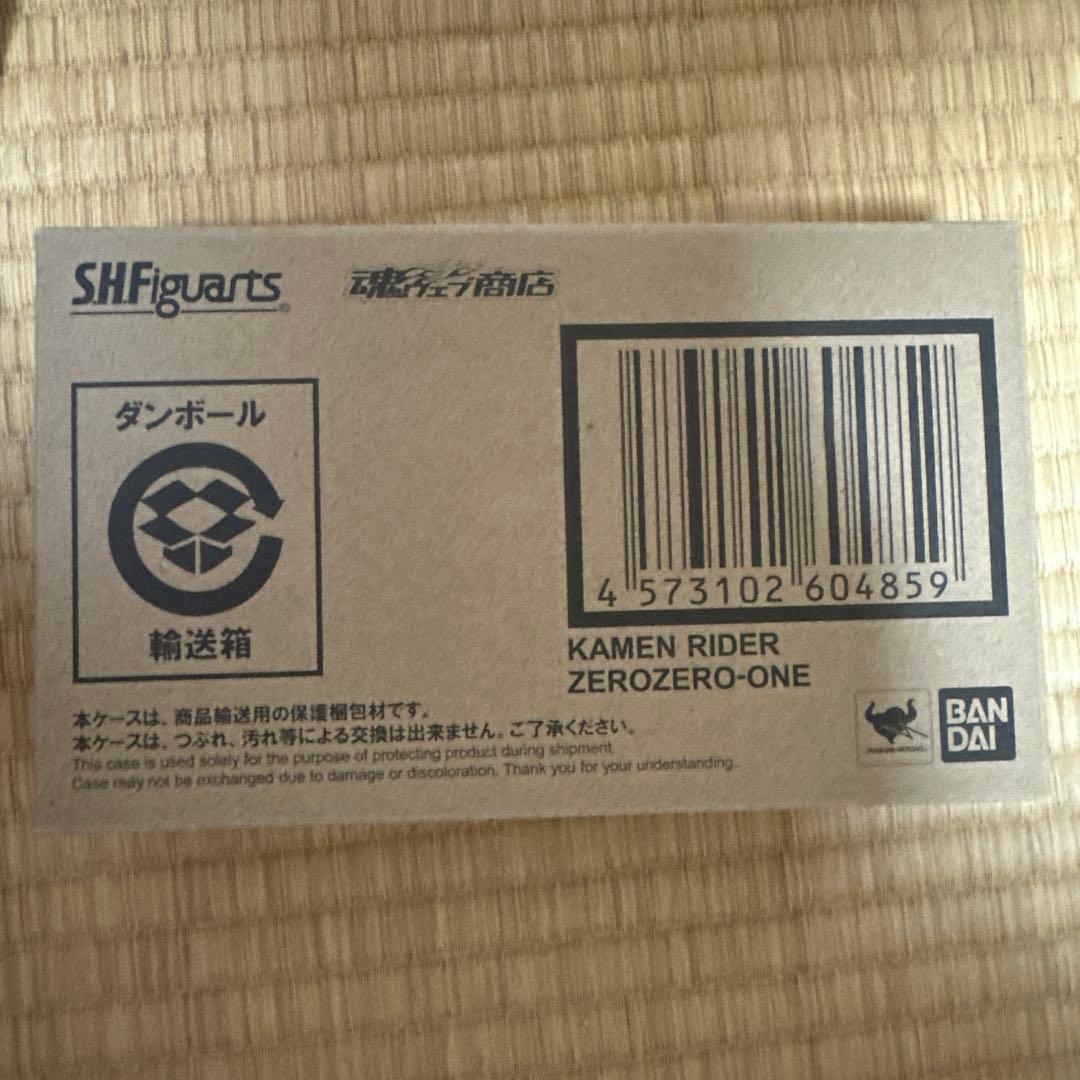 S.H.Figuarts®
魂ウェブ商店
ダンボール
輸送箱
4 573102 604859
KAMEN RIDER
ZEROZERO-ONE
本ケースは、商品輸送用の保護梱包材です。
本ケースは、つぶれ、汚れ等による交換は出来ません。ご了承ください。
This case is used solely for the purpose of protecting product during shipment.
Case may not be exchanged due to damage or discoloration. Thank you for your understanding.
BAN
DAI